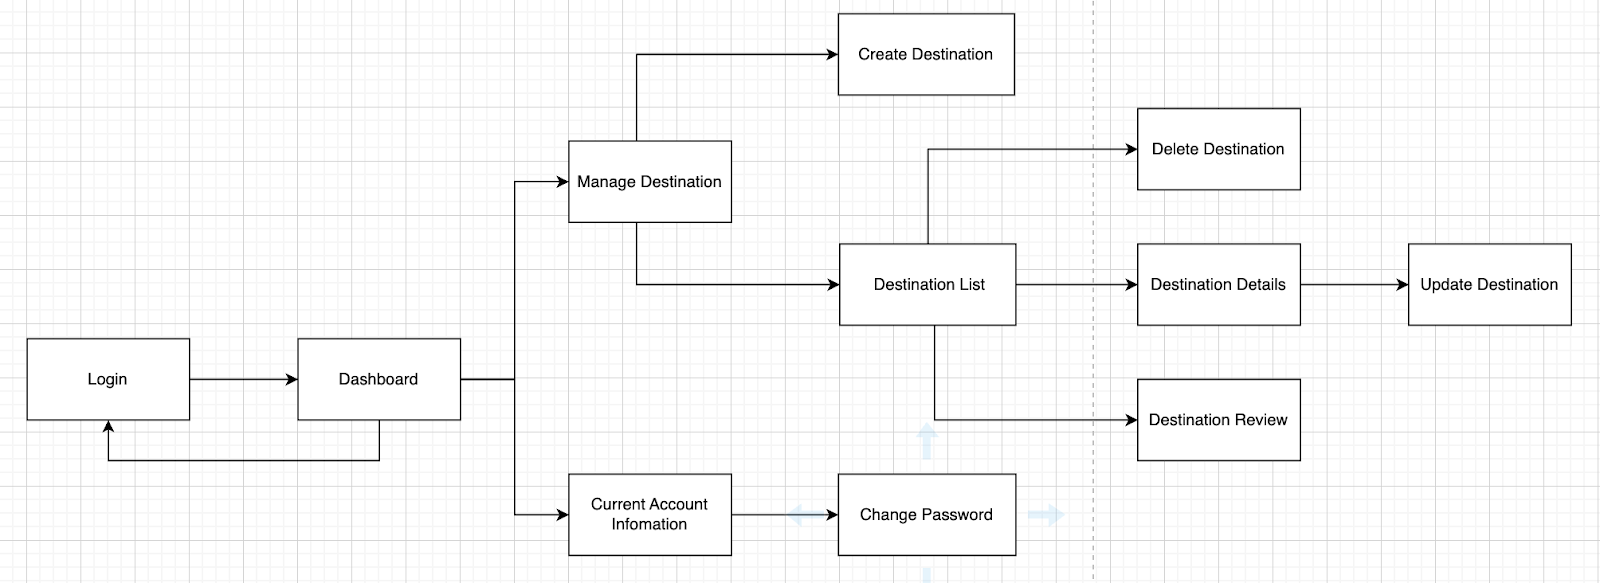 Create Destination
Delete Destination
Manage Destination
Destination List
Destination Details
Update Destination
Login
Dashboard
Destination Review
Current Account
Infomation
Change Password